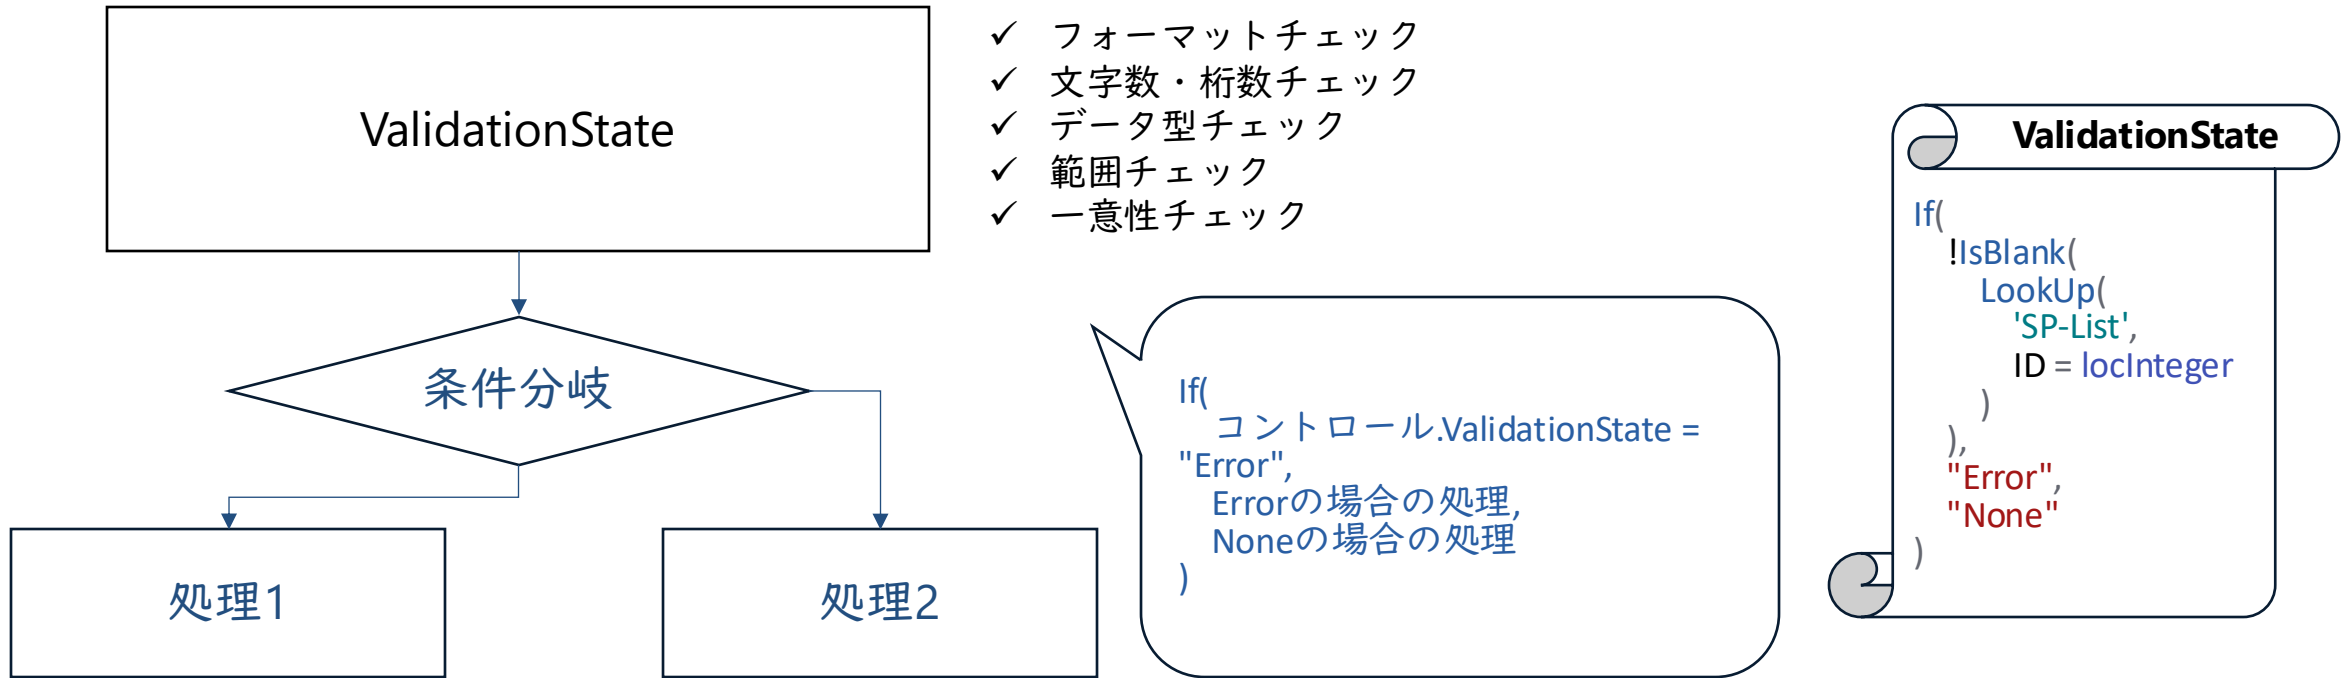 ValidationState
フォーマットチェック
文字数・桁数チェック
データ型チェック
範囲チェック
一意性チェック
条件分岐
処理1
処理2
If(
コントロール.ValidationState =
"Error",
Errorの場合の処理,
Noneの場合の処理
)
ValidationState
If(
!IsBlank(
LookUp(
'SP-List',
ID = locInteger
)
),
"Error",
"None"
)